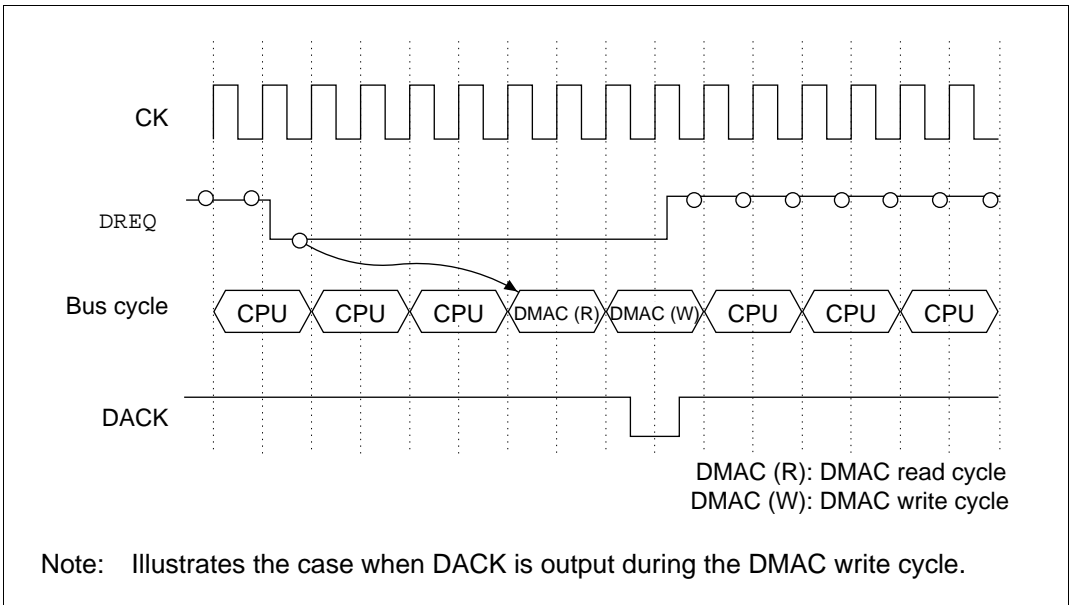 CK
DREQ
Bus cycle CPU CPU CPU DMAC (R) DMAC (W) CPU CPU CPU
DACK
DMAC (R): DMAC read cycle
DMAC (W): DMAC write cycle
Note: Illustrates the case when DACK is output during the DMAC write cycle.